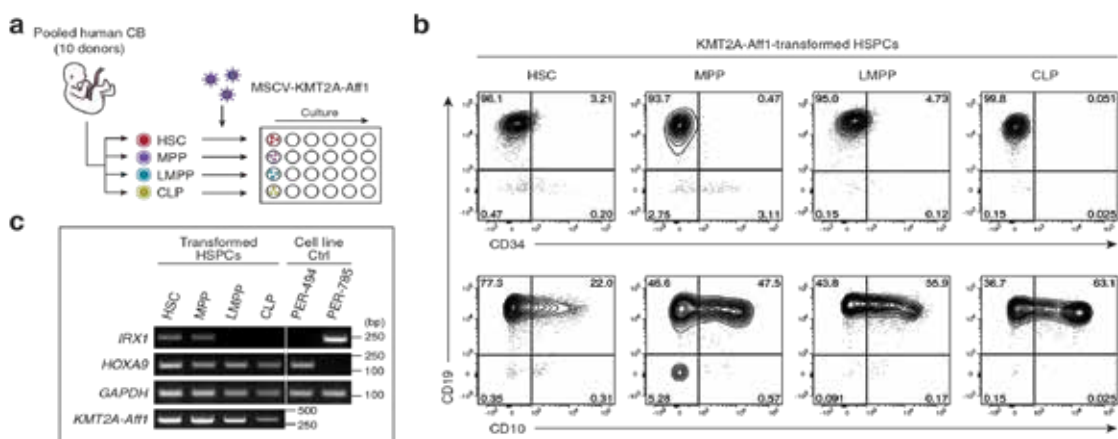 a
Pooled human CB
(10 donors)
MSCV-KMT2A-Aff1
Culture
HSC
MPP
LMPP
CLP
b
KMT2A-Aff1-transformed HSPCs
HSC MPP LMPP CLP
96.1 3.21 93.7 0.47 95.0 4.73 99.8 0.051
0.47 0.20 2.75 3.11 0.15 0.12 0.15 0.025
CD34
77.3 22.0 46.6 47.5 43.8 55.9 36.7 63.1
0.35 0.31 5.28 0.57 0.091 0.17 0.15 0.025
CD19
CD10
c
Transformed
HSPCs
Cell line
Ctrl
HSC MPP LMPP CLP PER-494 PER-785
(bp)
IRX1 250
HOXA9 250
100
GAPDH 100
KMT2A-Aff1 500
250